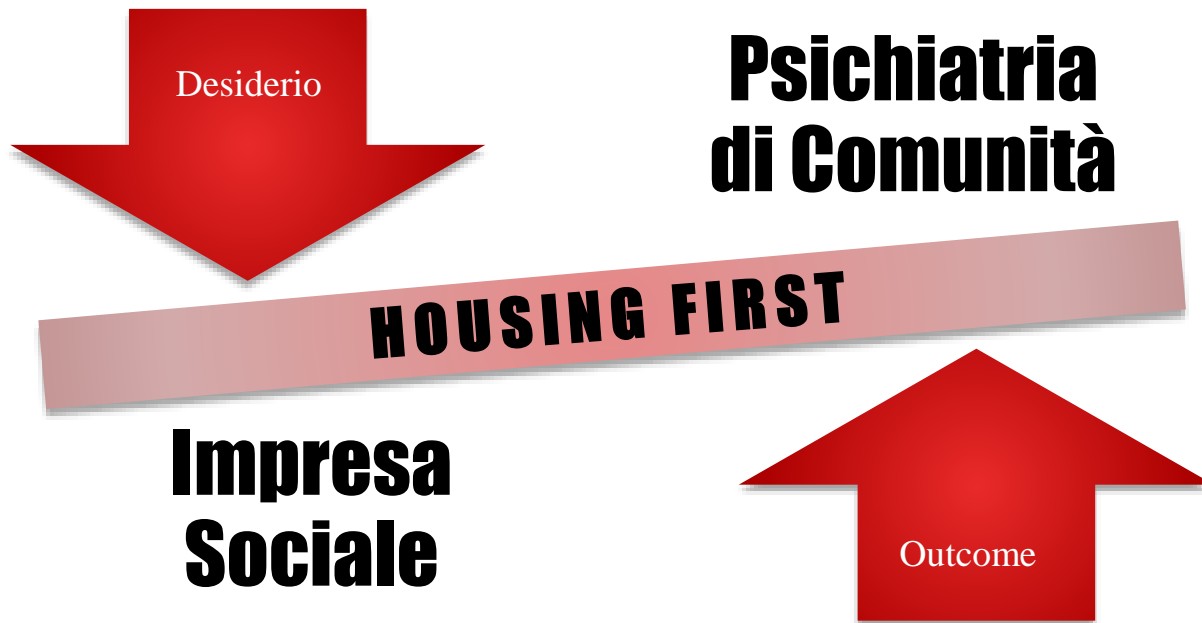 Desiderio
Psichiatria
di Comunità
HOUSING FIRST
Impresa
Sociale
Outcome